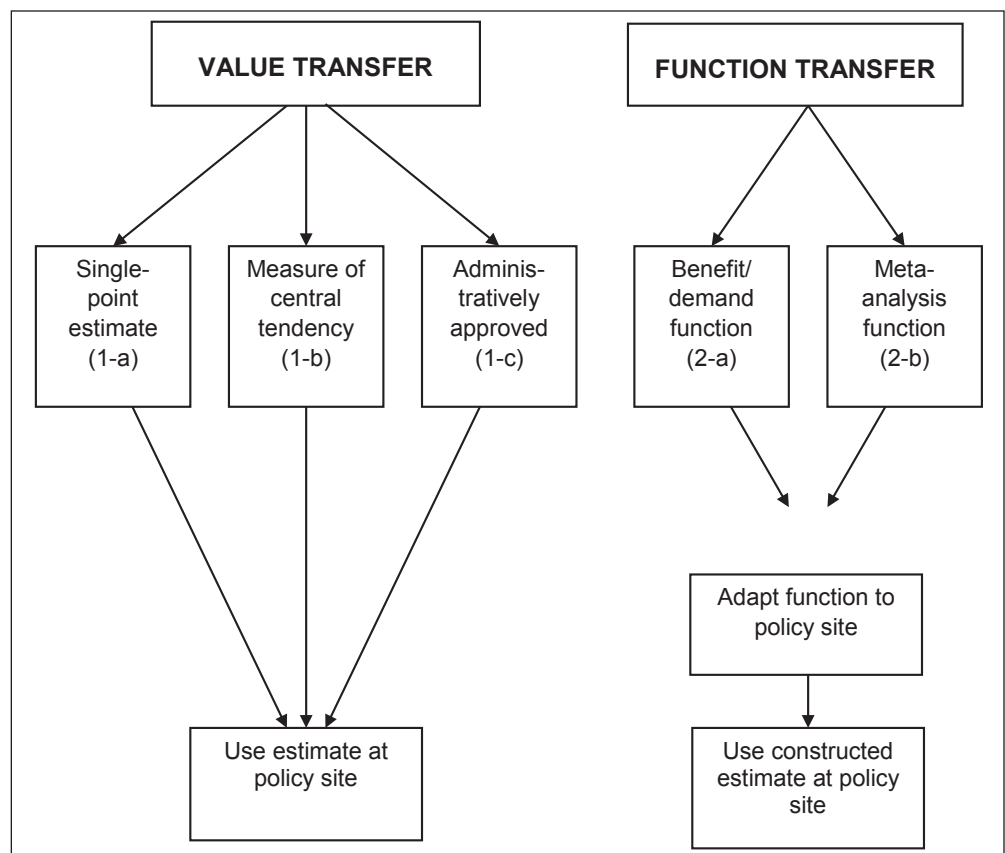 VALUE TRANSFER
FUNCTION TRANSFER
Single-
point
estimate
(1-a)
Measure of
central
tendency
(1-b)
Adminis-
tratively
approved
(1-c)
Benefit/
demand
function
(2-a)
Meta-
analysis
function
(2-b)
Adapt function to
policy site
Use estimate at
policy site
Use constructed
estimate at policy
site